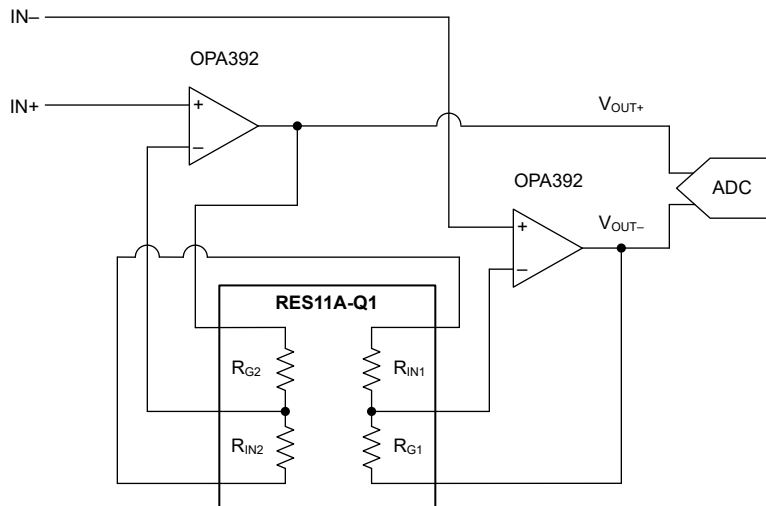 IN–
OPA392
IN+
+
–
VOUT+
ADC
OPA392
+
–
VOUT–
RES11A-Q1
RG2
RIN1
RIN2
RG1